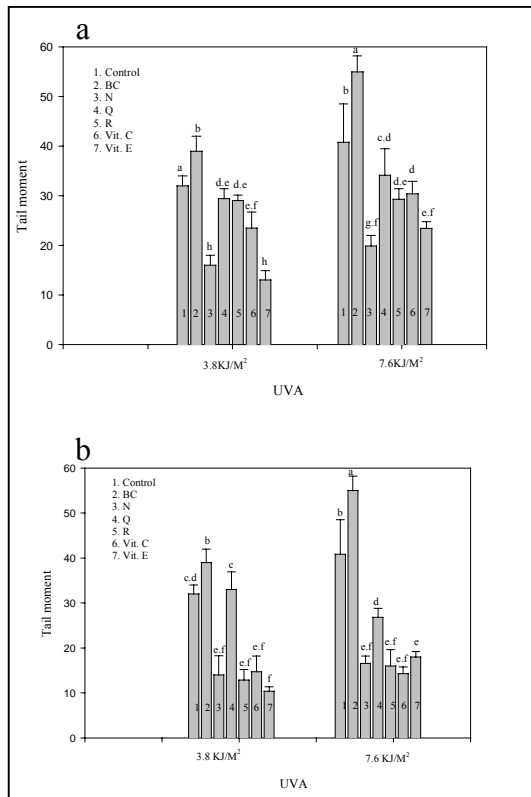 a
60
50
40
30
20
10
0
Tail moment
1. Control
2. BC
3. N
4. Q
5. R
6. Vit. C
7. Vit. E
a b h d.e d.e e.f h
b a g.f c.d d.e d e.f
1 2 3 4 5 6 7
1 2 3 4 5 6 7
3.8KJ/M² 7.6KJ/M²
UVA
b
60
50
40
30
20
10
0
Tail moment
1. Control
2. BC
3. N
4. Q
5. R
6. Vit. C
7. Vit. E
c.d b e.f c e.f e.f f
b a e.f d e.f e.f e
1 2 3 4 5 6 7
1 2 3 4 5 6 7
3.8 KJ/M² 7.6 KJ/M²
UVA